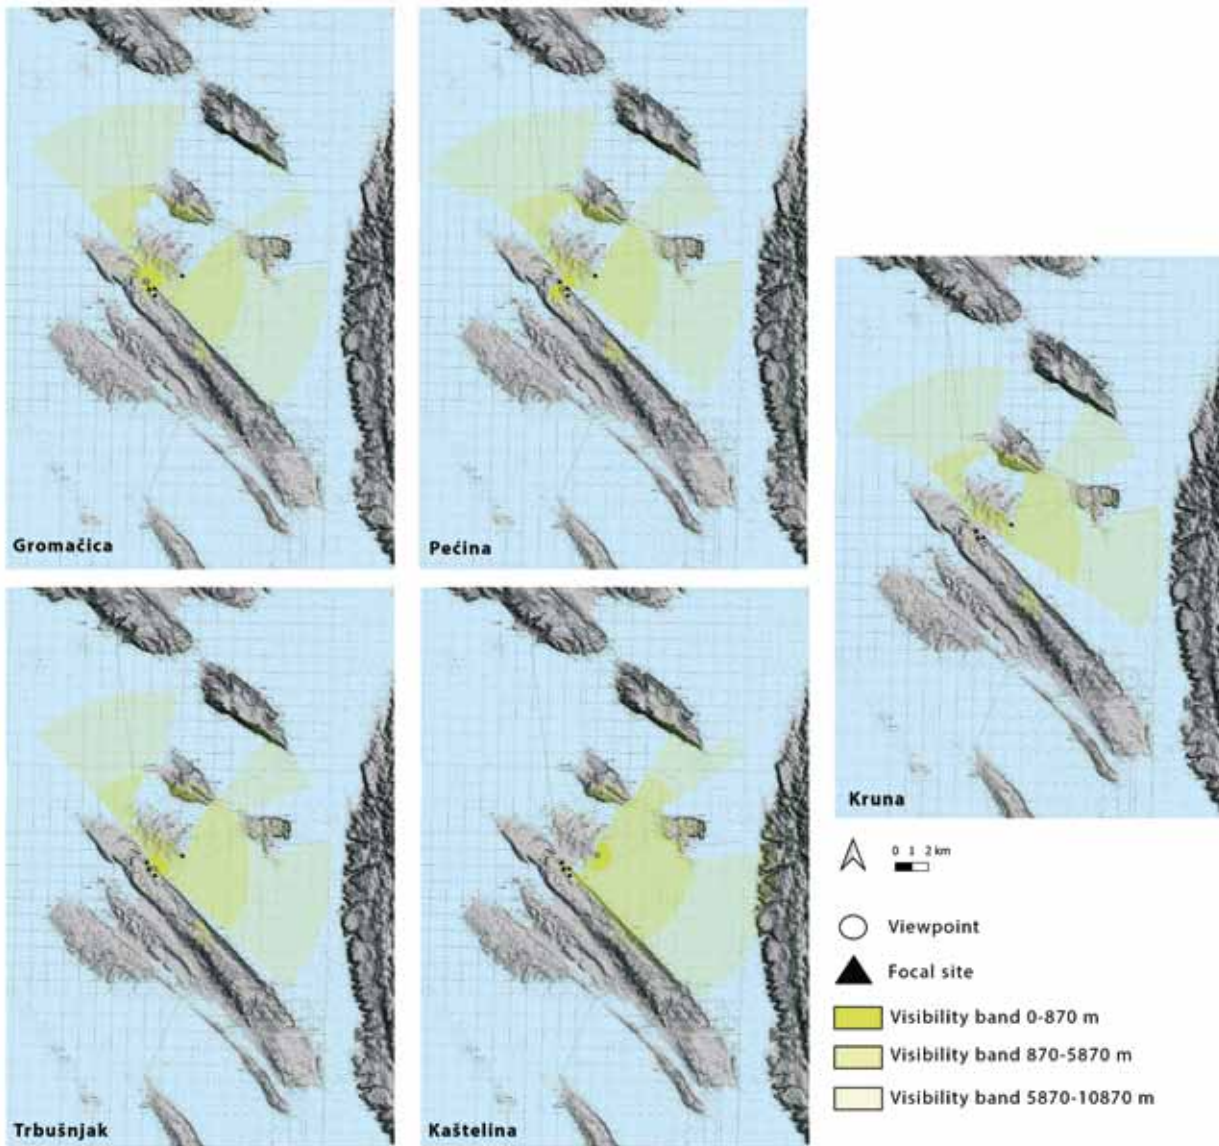 Gromačica
Pećina
Kruna
Trbušnjak
Kaštelina
0 1 2 km
Viewpoint
Focal site
Visibility band 0-870 m
Visibility band 870-5870 m
Visibility band 5870-10870 m